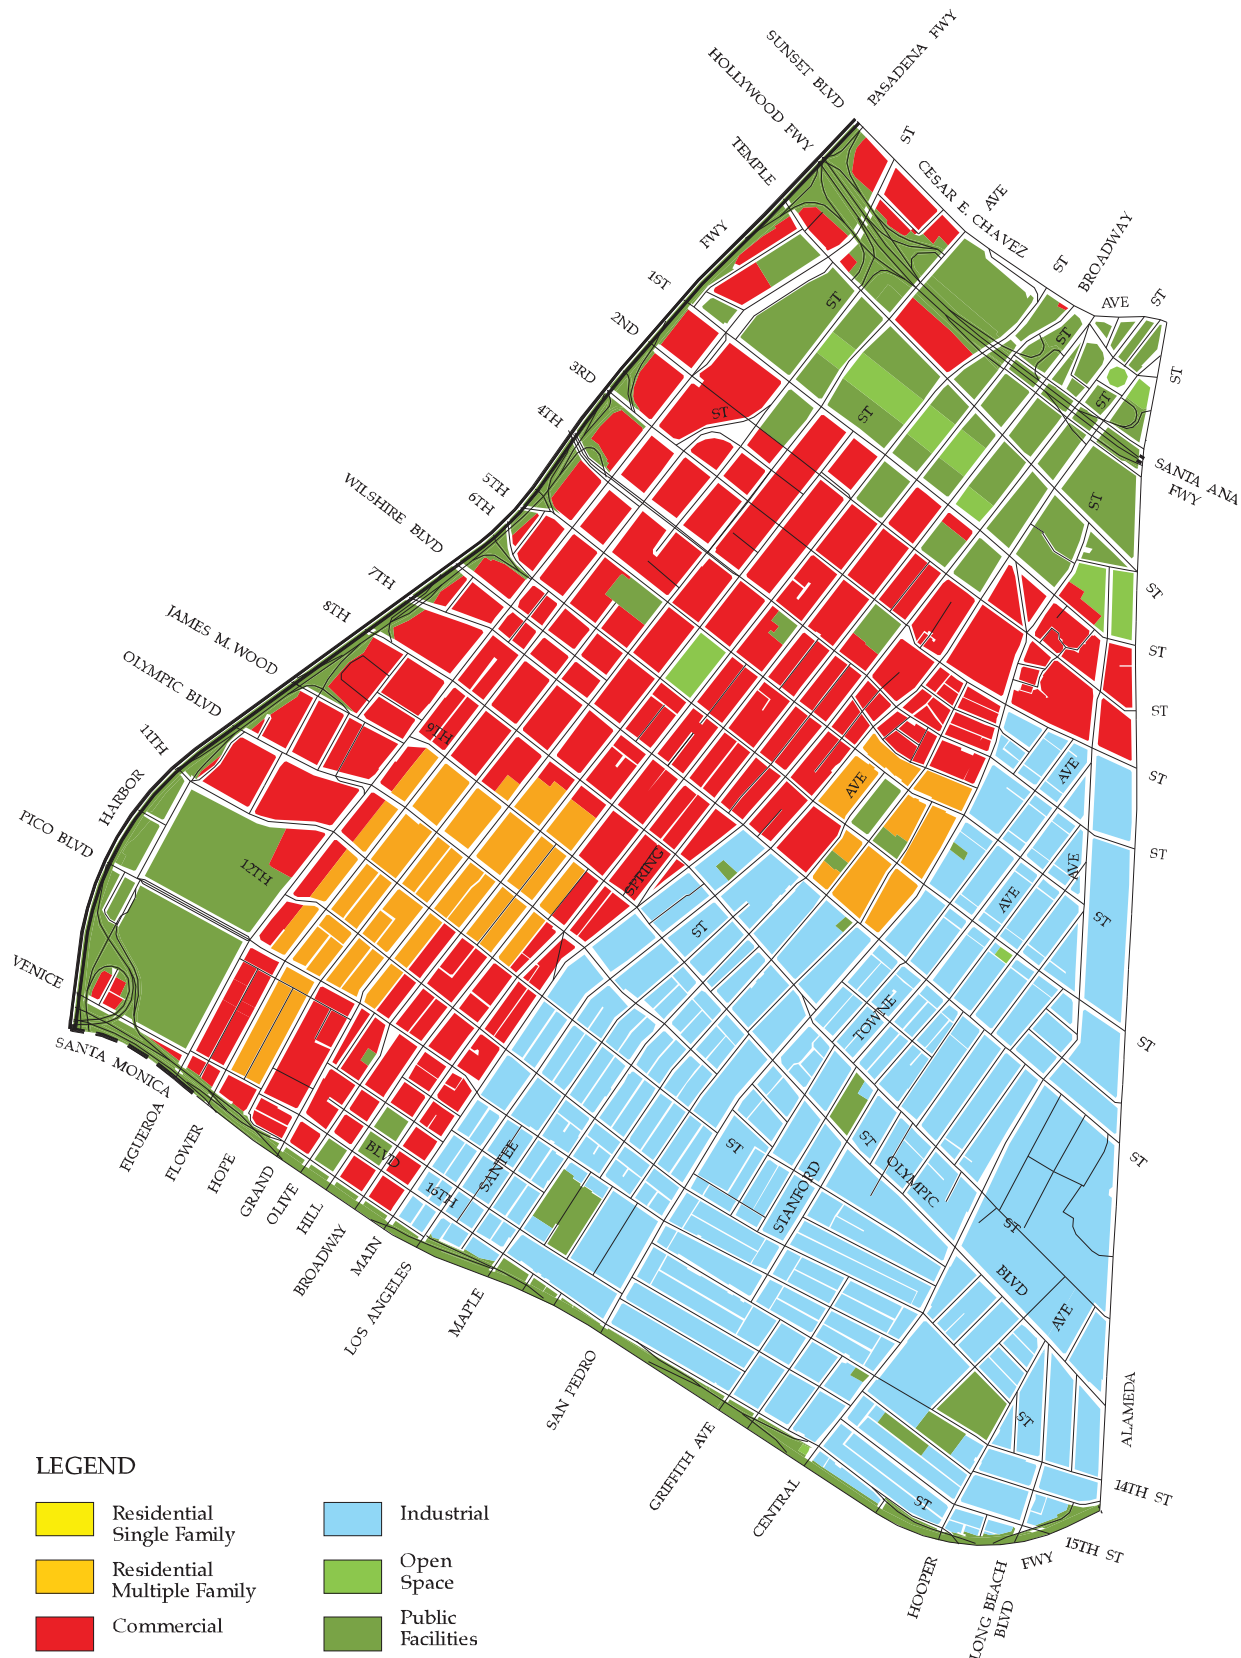 SUNSET BLVD
PASADENA FWY
HOLLYWOOD FWY
TEMPLE
ST
CESAR E. CHAVEZ
AVE
FWY
BROADWAY
ST
1ST
AVE
ST
2ND
ST
ST
3RD
ST
ST
4TH
ST
ST
5TH
6TH
WILSHIRE BLVD
SANTA ANA
FWY
ST
7TH
8TH
ST
JAMES M. WOOD
ST
OLYMPIC BLVD
ST
11TH
9TH
AVE
ST
HARBOR
AVE
PICO BLVD
12TH
SPRING
AVE
ST
AVE
ST
ST
VENICE
TOWNE
ST
SANTA MONICA
FIGUEROA
FLOWER
HOPE
GRAND
OLIVE
HILL
BROADWAY
MAIN
LOS ANGELES
MAPLE
SAN PEDRO
GRIFFITH AVE
CENTRAL
BLVD
16TH
SANTEE
ST
STANFORD
ST
OLYMPIC
ST
ST
BLVD
AVE
ALAMEDA
ST
14TH ST
ST
15TH ST
FWY
HOOPER
LONG BEACH
BLVD
LEGEND
Residential
Single Family
Residential
Multiple Family
Commercial
Industrial
Open
Space
Public
Facilities